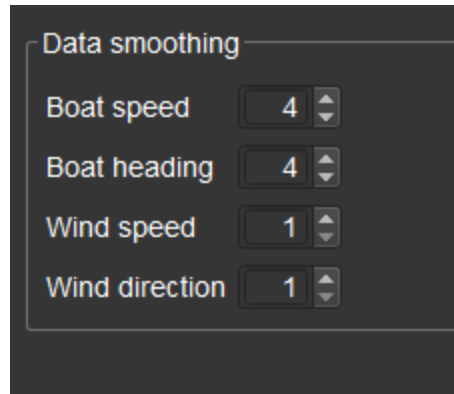 Data smoothing
Boat speed 4
Boat heading 4
Wind speed 1
Wind direction 1